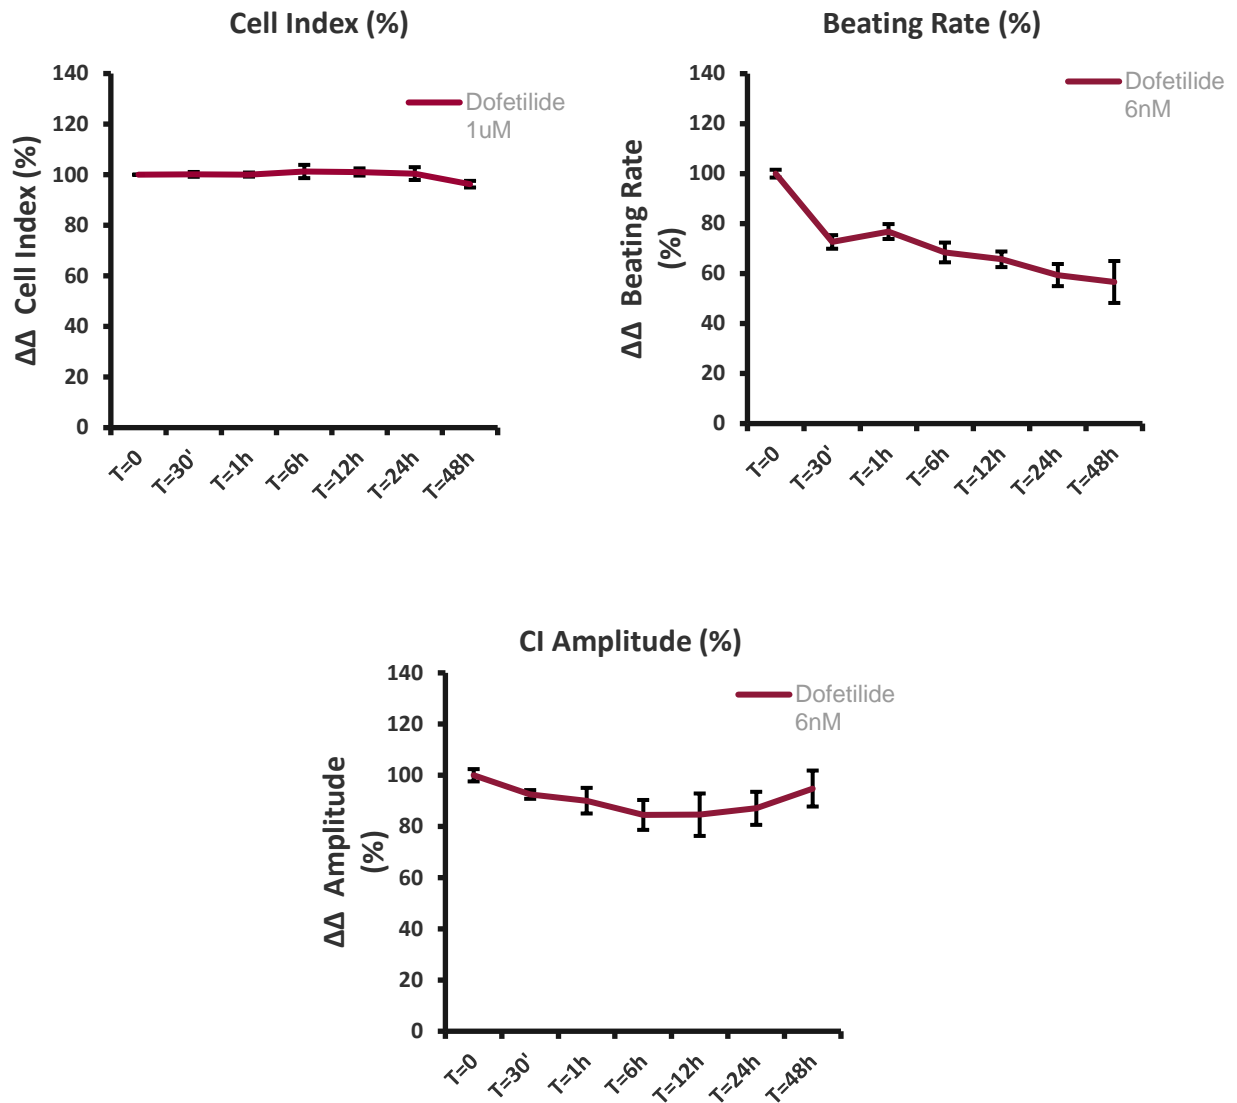 Cell Index (%)
ΔΔ Cell Index (%)
140
120
100
80
60
40
20
0
T=0
T=30'
T=1h
T=6h
T=12h
T=24h
T=48h
Dofetilide
1uM
Beating Rate (%)
ΔΔ Beating Rate
(%)
140
120
100
80
60
40
20
0
T=0
T=30'
T=1h
T=6h
T=12h
T=24h
T=48h
Dofetilide
6nM
CI Amplitude (%)
ΔΔ Amplitude
(%)
140
120
100
80
60
40
20
0
T=0
T=30'
T=1h
T=6h
T=12h
T=24h
T=48h
Dofetilide
6nM